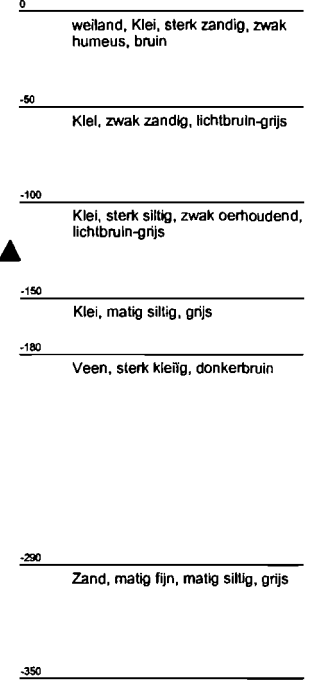 0
weiland, Klei, sterk zandig, zwak
humeus, bruin
-50
Klei, zwak zandig, lichtbruin-grijs
-100
Klei, sterk siltig, zwak oerhoudend,
lichtbruin-grijs
-150
Klei, matig siltig, grijs
-180
Veen, sterk kleiïg, donkerbruin
-290
Zand, matig fijn, matig siltig, grijs
-350